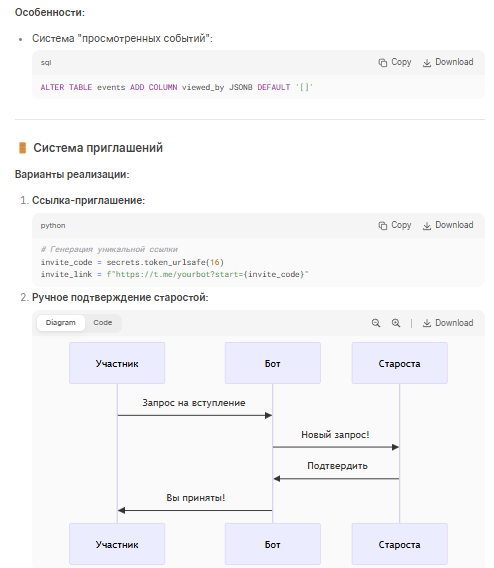 Особенности:
Система "просмотренных событий":
sql
Copy
Download
ALTER TABLE events ADD COLUMN viewed_by JSONB DEFAULT '[]'
Система приглашений
Варианты реализации:
1. Ссылка-приглашение:
python
Copy
Download
# Генерация уникальной ссылки
invite_code = secrets.token_urlsafe(16)
invite_link = f"https://t.me/yourbot?start={invite_code}"
2. Ручное подтверждение старостой:
Diagram
Code
Download
Участник
Бот
Староста
Запрос на вступление
Новый запрос!
Подтвердить
Вы приняты!
Участник
Бот
Староста